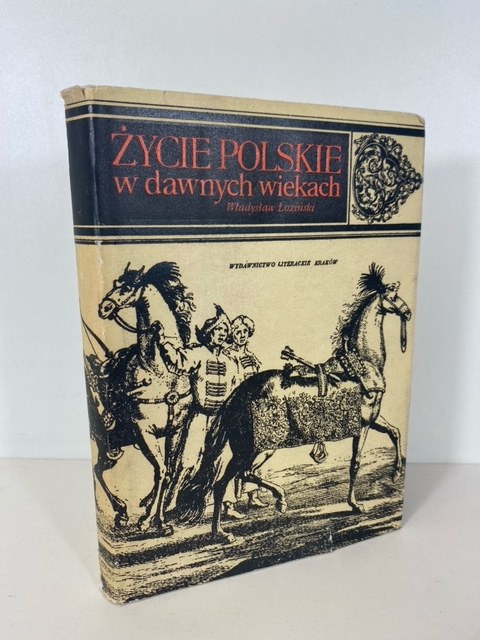 ŻYCIE POLSKIE
w dawnych wiekach
Władysław Łoziński
WYDAWNICTWO LITERACKIE KRAKÓW